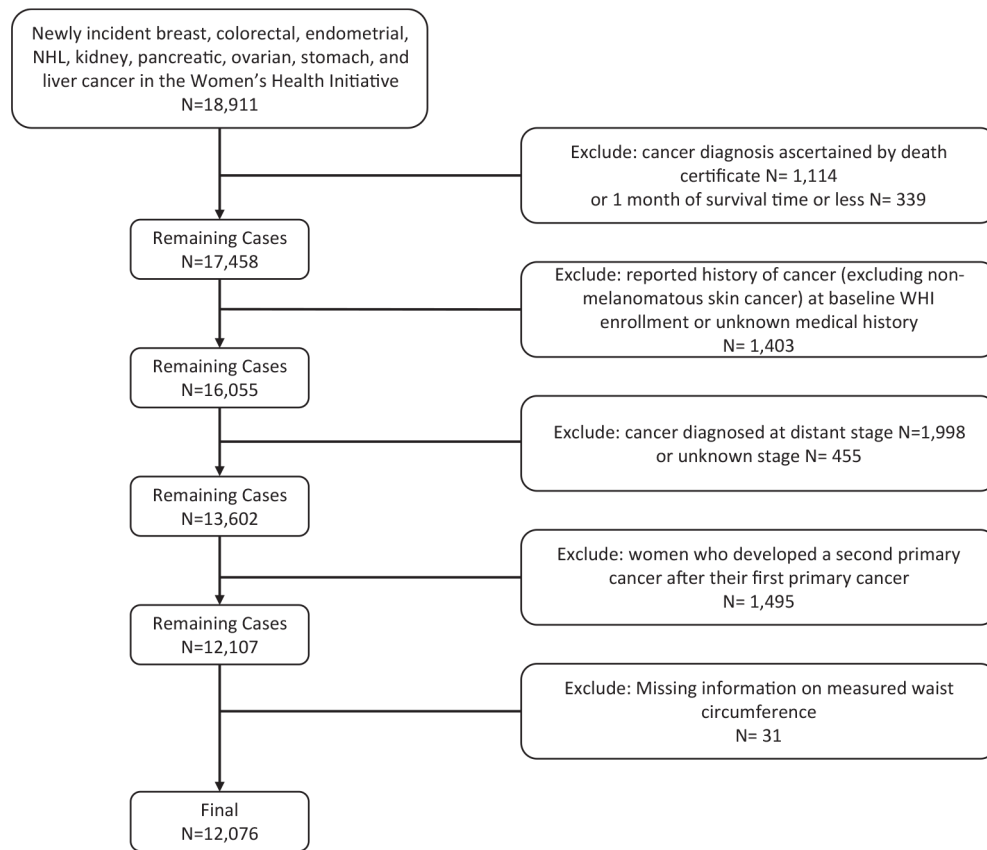 Newly incident breast, colorectal, endometrial,
NHL, kidney, pancreatic, ovarian, stomach, and
liver cancer in the Women’s Health Initiative
N=18,911
Exclude: cancer diagnosis ascertained by death
certificate N= 1,114
or 1 month of survival time or less N= 339
Remaining Cases
N=17,458
Exclude: reported history of cancer (excluding non-
melanomatous skin cancer) at baseline WHI
enrollment or unknown medical history
N= 1,403
Remaining Cases
N=16,055
Exclude: cancer diagnosed at distant stage N=1,998
or unknown stage N= 455
Remaining Cases
N=13,602
Exclude: women who developed a second primary
cancer after their first primary cancer
N= 1,495
Remaining Cases
N=12,107
Exclude: Missing information on measured waist
circumference
N= 31
Final
N=12,076